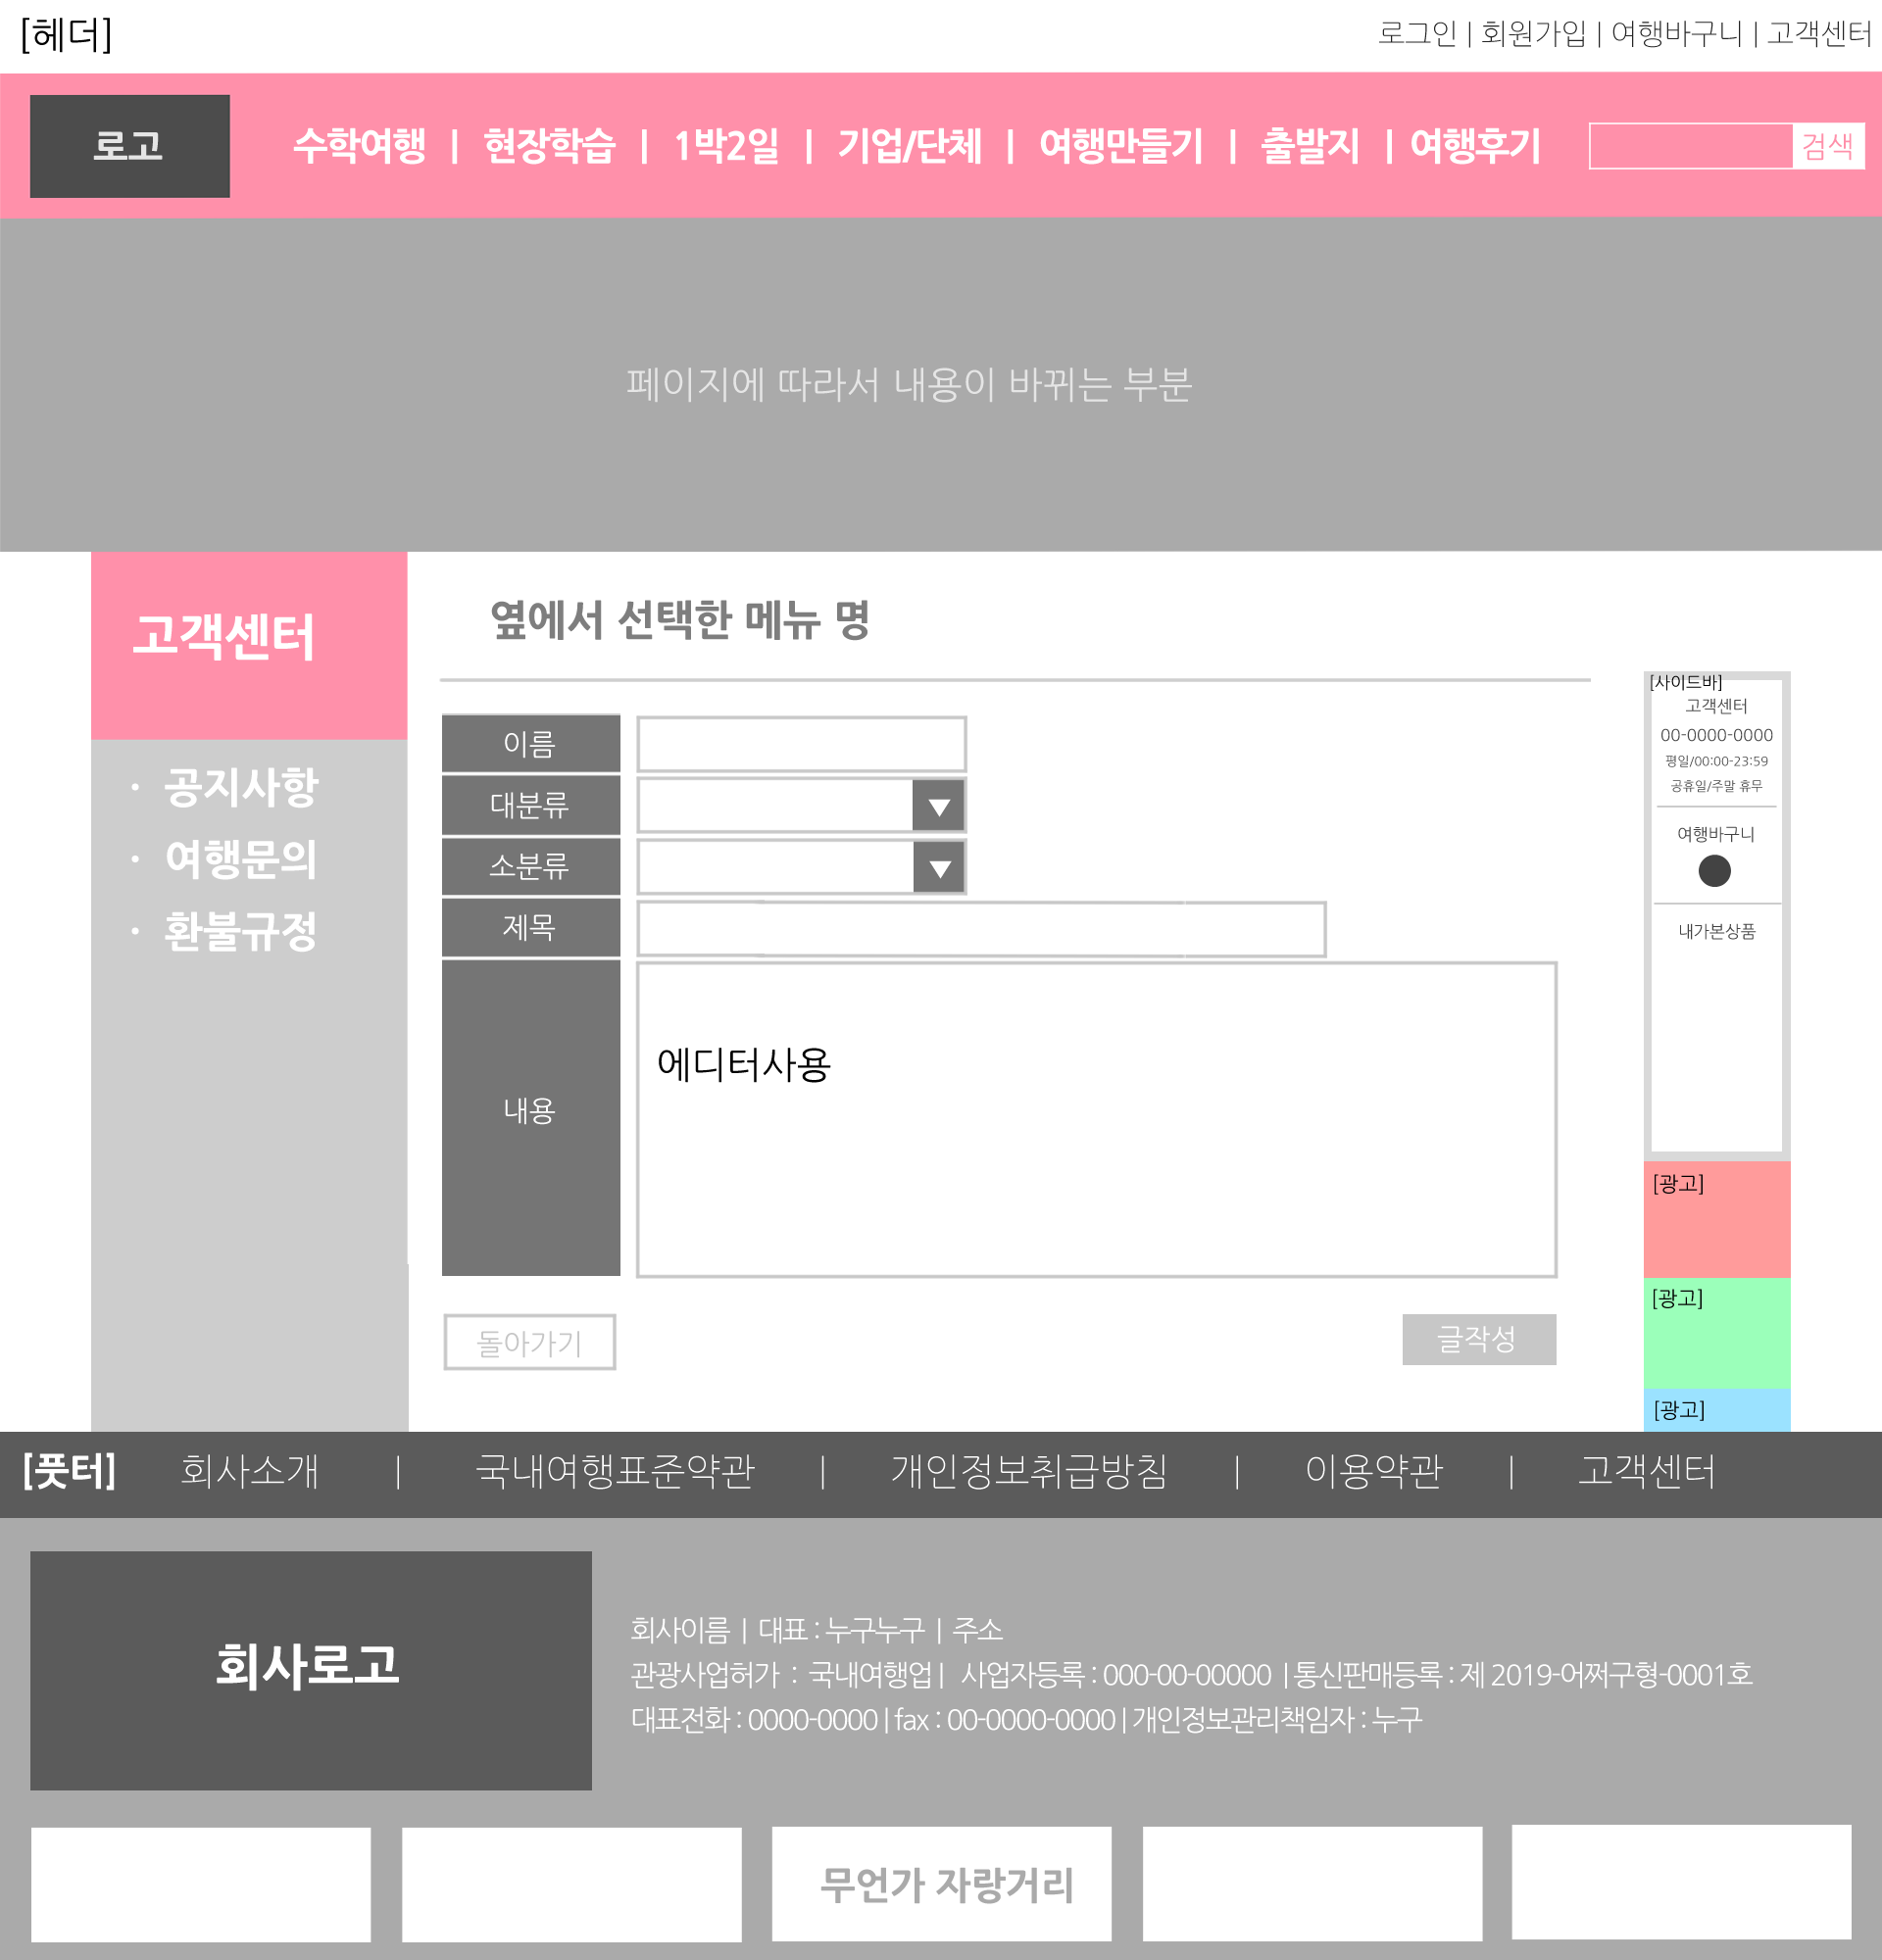 [헤더]
로그인 | 회원가입 | 여행바구니 | 고객센터
로고
수학여행 | 현장학습 | 1박2일 | 기업/단체 | 여행만들기 | 출발지 | 여행후기
검색
페이지에 따라서 내용이 바뀌는 부분
고객센터
· 공지사항
· 여행문의
· 환불규정
옆에서 선택한 메뉴 명
이름
대분류
▼
소분류
▼
제목
내용
에디터사용
돌아가기
글작성
[사이드바]
고객센터
00-0000-0000
평일/00:00-23:59
공휴일/주말 휴무
여행바구니
내가본상품
[광고]
[광고]
[광고]
[풋터] 회사소개 | 국내여행표준약관 | 개인정보취급방침 | 이용약관 | 고객센터
회사로고
회사이름 | 대표 : 누구누구 | 주소
관광사업허가 : 국내여행업 | 사업자등록 : 000-00-00000 | 통신판매등록 : 제 2019-어쩌구형-0001호
대표전화 : 0000-0000 | fax : 00-0000-0000 | 개인정보관리책임자 : 누구
무언가 자랑거리